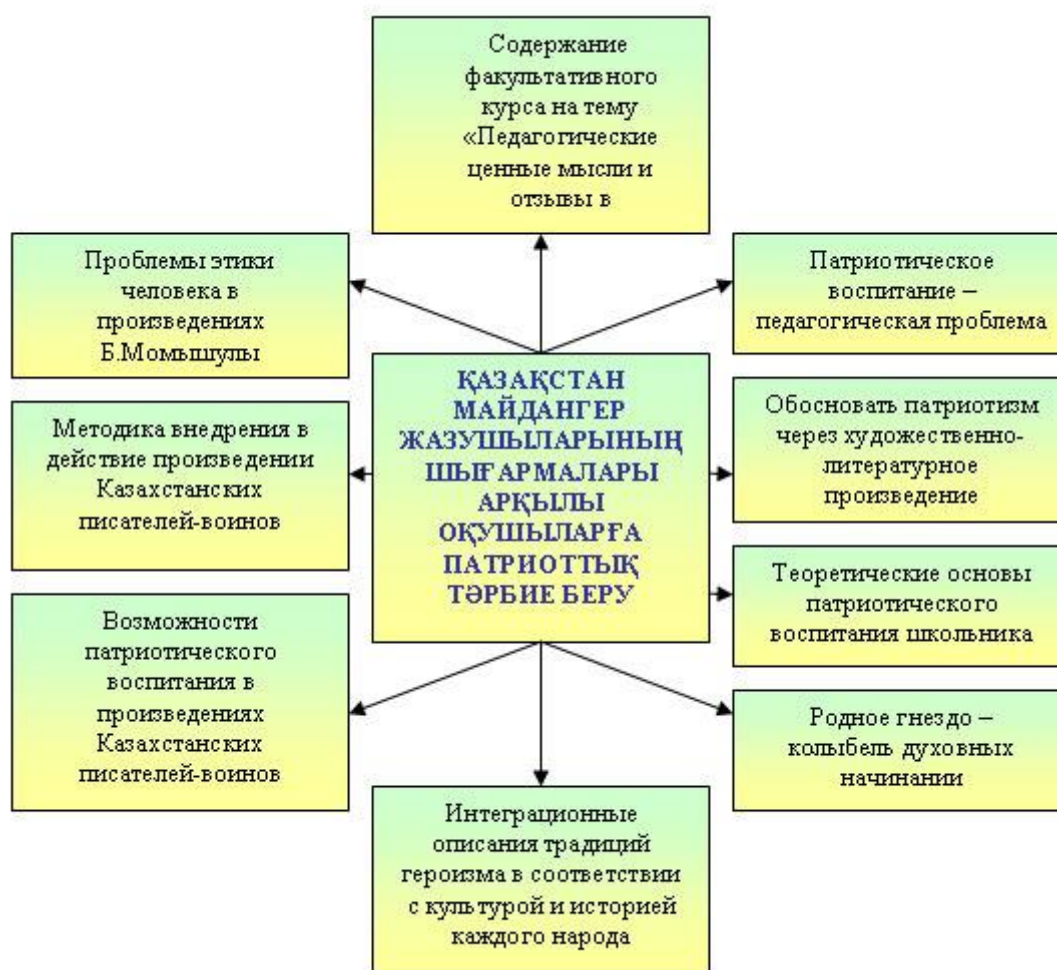 Содержание
факультативного
курса на тему
«Педагогические
ценные мысли и
отзывы в
Проблемы этики
человека в
произведениях
Б.Момышулы
Патриотическое
воспитание –
педагогическая проблема
ҚАЗАҚСТАН
МАЙДАНГЕР
ЖАЗУШЫЛАРЫНЫҢ
ШЫҒАРМАЛАРЫ
АРҚЫЛЫ
ОҚУШЫЛАРҒА
ПАТРИОТТЫҚ
ТӘРБИЕ БЕРУ
Методика внедрения в
действие произведении
Казахстанских
писателей-воинов
Обосновать патриотизм
через художественно-
литературное
произведение
Теоретические основы
патриотического
воспитания школьника
Возможности
патриотического
воспитания в
произведениях
Казахстанских
писателей-воинов
Родное гнездо –
колыбель духовных
начинании
Интеграционные
описания традиций
героизма в соответствии
с культурой и историей
каждого народа